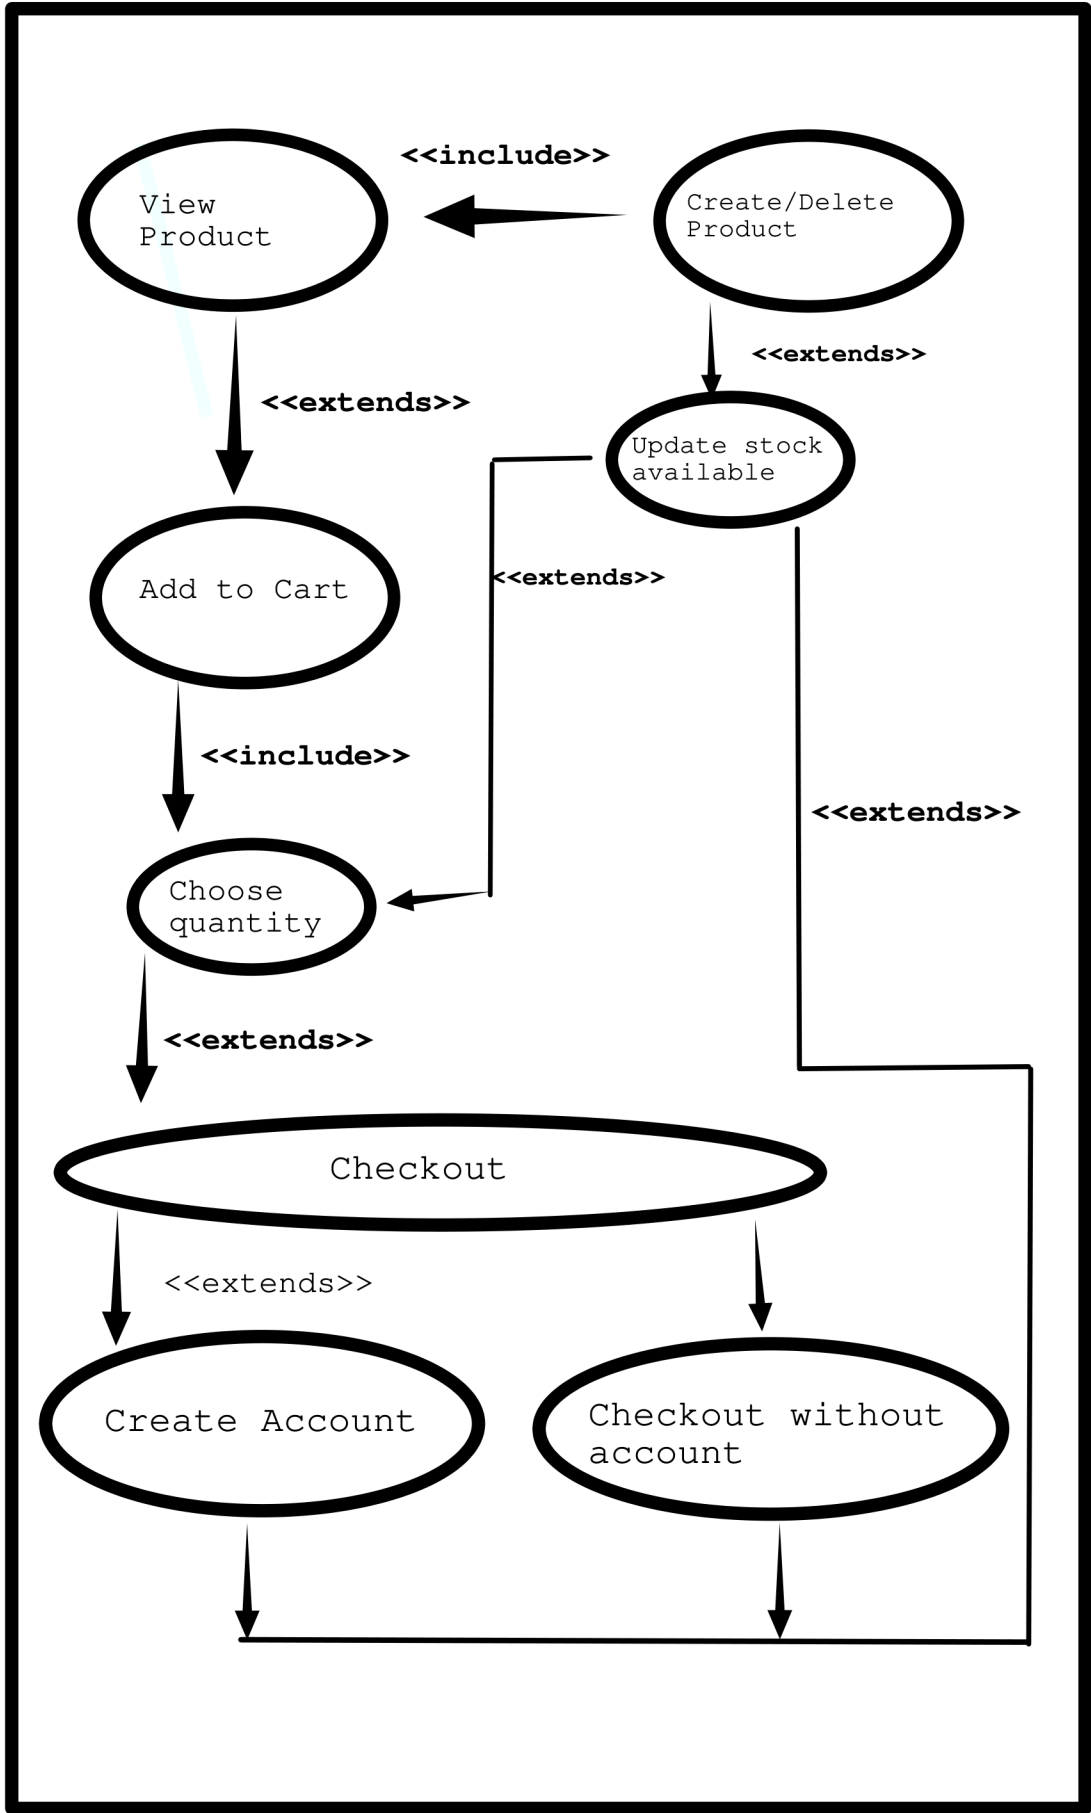 <<include>>
View
Product
Create/Delete
Product
<<extends>>
<<extends>>
Update stock
available
<<extends>>
Add to Cart
<<include>>
<<extends>>
Choose
quantity
<<extends>>
Checkout
<<extends>>
Create Account
Checkout without
account